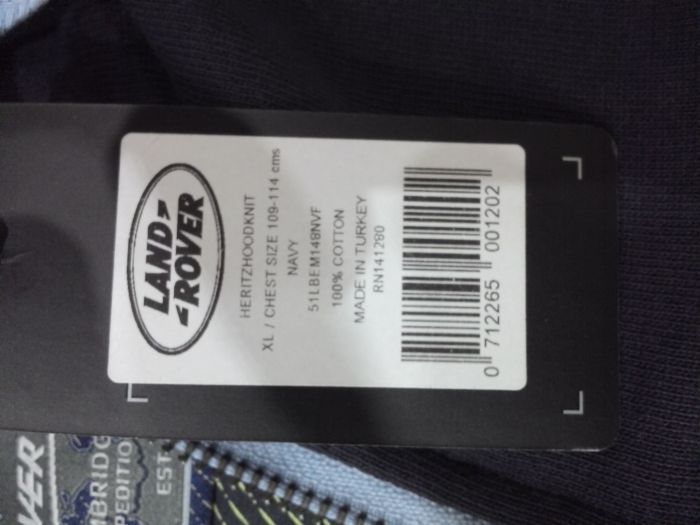 LAND
ROVER
HERITZHOODKNIT
XL / CHEST SIZE 109-114 cms
NAVY
51LBEM148NVF
100% COTTON
MADE IN TURKEY
RN141280
0 712265 001202
EST